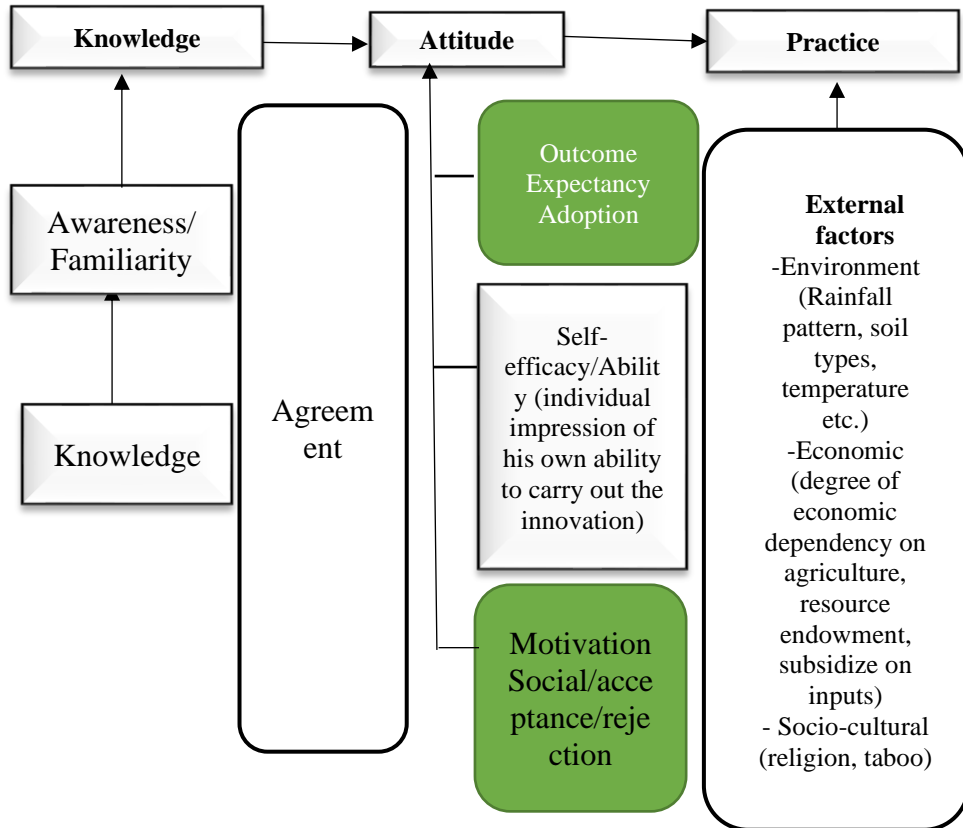 Knowledge
Attitude
Practice
Awareness/
Familiarity
Knowledge
Agreem
ent
Outcome
Expectancy
Adoption
Self-
efficacy/Abilit
y (individual
impression of
his own ability
to carry out the
innovation)
Motivation
Social/acce
ptance/reje
ction
External
factors
-Environment
(Rainfall
pattern, soil
types,
temperature
etc.)
-Economic
(degree of
economic
dependency on
agriculture,
resource
endowment,
subsidize on
inputs)
- Socio-cultural
(religion, taboo)